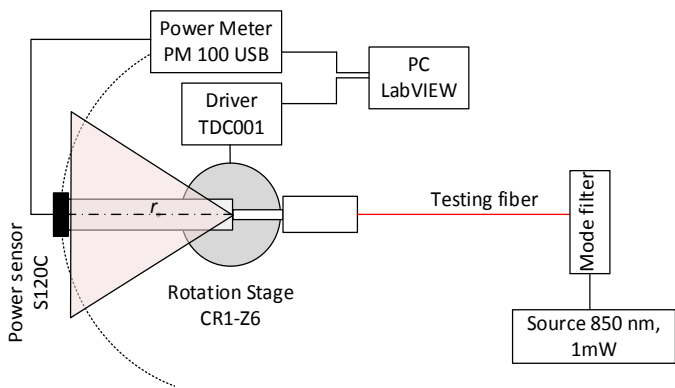 Power Meter
PM 100 USB
PC
LabVIEW
Driver
TDC001
r
Testing fiber
Mode filter
Power sensor
S120C
Rotation Stage
CR1-Z6
Source 850 nm,
1mW